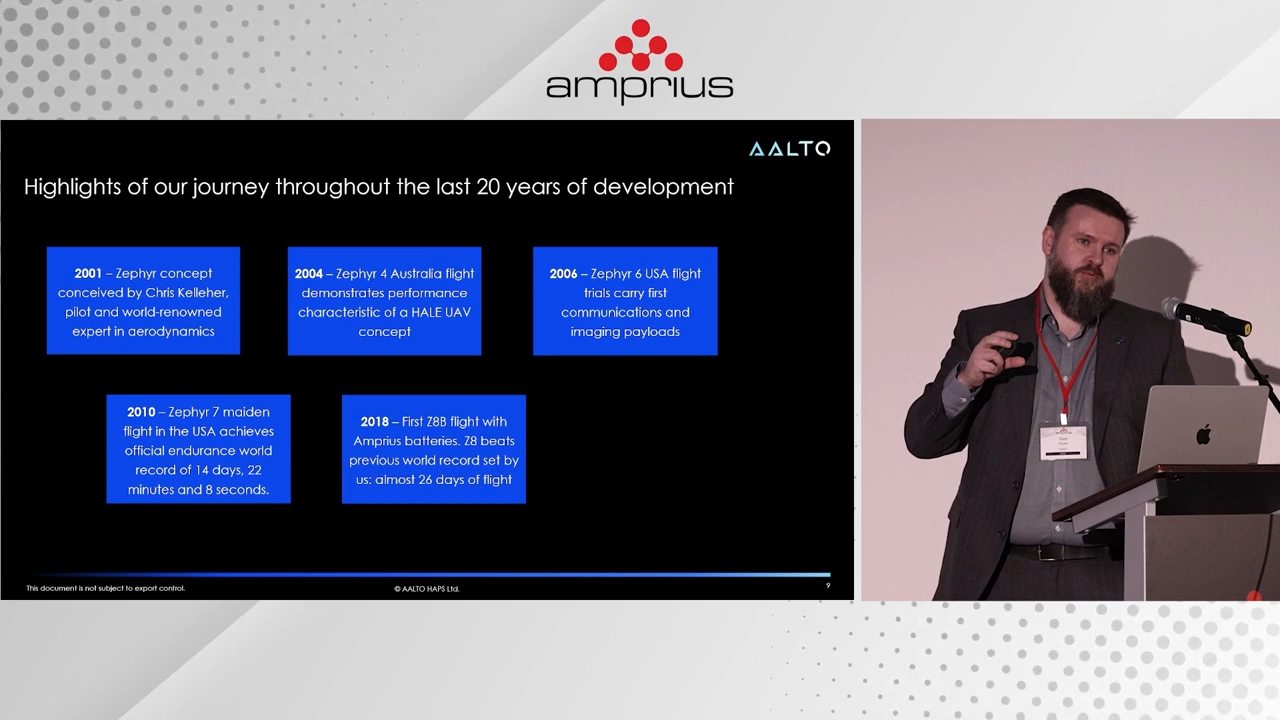 amprius
AALTO
Highlights of our journey throughout the last 20 years of development
2001 – Zephyr concept
conceived by Chris Kelleher,
pilot and world-renowned
expert in aerodynamics
2004 – Zephyr 4 Australia flight
demonstrates performance
characteristic of a HALE UAV
concept
2006 – Zephyr 6 USA flight
trials carry first
communications and
imaging payloads
2010 – Zephyr 7 maiden
flight in the USA achieves
official endurance world
record of 14 days, 22
minutes and 8 seconds.
2018 – First Z8B flight with
Amprius batteries. Z8 beats
previous world record set by
us: almost 26 days of flight
This document is not subject to export control.
© AALTO HAPS Ltd.
9